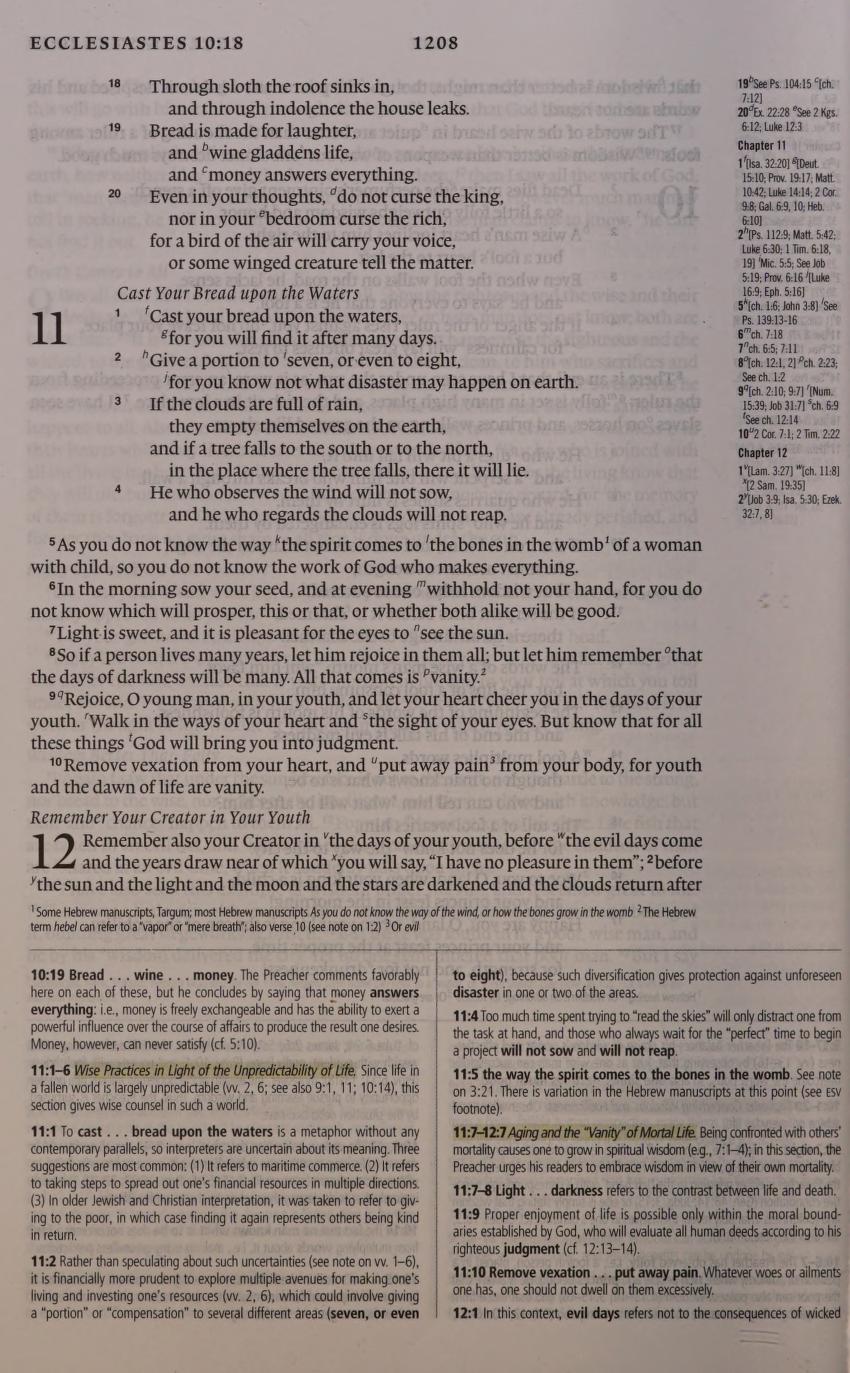 ECCLESIASTES 10:18 1208
18 Through sloth the roof sinks in,
and through indolence the house leaks.
19 Bread is made for laughter,
and bwine gladdens life,
and cmoney answers everything.
20 Even in your thoughts, ddo not curse the king,
nor in your ebedroom curse the rich,
for a bird of the air will carry your voice,
or some winged creature tell the matter.
Cast Your Bread upon the Waters
11 1 fCast your bread upon the waters,
gfor you will find it after many days.
2 hGive a portion to iseven, or even to eight,
jfor you know not what disaster may happen on earth.
3 If the clouds are full of rain,
they empty themselves on the earth,
and if a tree falls to the south or to the north,
in the place where the tree falls, there it will lie.
4 He who observes the wind will not sow,
and he who regards the clouds will not reap.
5 As you do not know the way kthe spirit comes to lthe bones in the womb1 of a woman
with child, so you do not know the work of God who makes everything.
6 In the morning sow your seed, and at evening mwithhold not your hand, for you do
not know which will prosper, this or that, or whether both alike will be good.
7 Light is sweet, and it is pleasant for the eyes to nsee the sun.
8 So if a person lives many years, let him rejoice in them all; but let him remember othat
the days of darkness will be many. All that comes is pvanity.2
9 qRejoice, O young man, in your youth, and let your heart cheer you in the days of your
youth. rWalk in the ways of your heart and sthe sight of your eyes. But know that for all
these things tGod will bring you into judgment.
10 Remove vexation from your heart, and uput away pain3 from your body, for youth
and the dawn of life are vanity.
Remember Your Creator in Your Youth
12 Remember also your Creator in vthe days of your youth, before wthe evil days come
and the years draw near of which xyou will say, “I have no pleasure in them”; 2 before
ythe sun and the light and the moon and the stars are darkened and the clouds return after
1 Some Hebrew manuscripts, Targum; most Hebrew manuscripts As you do not know the way of the wind, or how the bones grow in the womb 2 The Hebrew
term hebel can refer to a “vapor” or “mere breath”; also verse 10 (see note on 1:2) 3 Or evil
19 bSee Ps. 104:15 c[ch.
7:12]
20 dEx. 22:28 eSee 2 Kgs.
6:12; Luke 12:3
Chapter 11
1 f[Isa. 32:20] g[Deut.
15:10; Prov. 19:17; Matt.
10:42; Luke 14:14; 2 Cor.
9:8; Gal. 6:9, 10; Heb.
6:10]
2 h[Ps. 112:9; Matt. 5:42;
Luke 6:30; 1 Tim. 6:18,
19] iMic. 5:5; See Job
5:19; Prov. 6:16 j[Luke
16:9; Eph. 5:16]
5 k[ch. 1:6; John 3:8] lSee
Ps. 139:13-16
6 mch. 7:18
7 nch. 6:5; 7:11
8 o[ch. 12:1, 2] pch. 2:23;
See ch. 1:2
9 q[ch. 2:10; 9:7] r[Num.
15:39; Job 31:7] sch. 6:9
tSee ch. 12:14
10 u2 Cor. 7:1; 2 Tim. 2:22
Chapter 12
1 v[Lam. 3:27] w[ch. 11:8]
x[2 Sam. 19:35]
2 y[Job 3:9; Isa. 5:30; Ezek.
32:7, 8]
10:19 Bread . . . wine . . . money. The Preacher comments favorably
here on each of these, but he concludes by saying that money answers
everything: i.e., money is freely exchangeable and has the ability to exert a
powerful influence over the course of affairs to produce the result one desires.
Money, however, can never satisfy (cf. 5:10).
11:1–6 Wise Practices in Light of the Unpredictability of Life. Since life in
a fallen world is largely unpredictable (vv. 2, 6; see also 9:1, 11; 10:14), this
section gives wise counsel in such a world.
11:1 To cast . . . bread upon the waters is a metaphor without any
contemporary parallels, so interpreters are uncertain about its meaning. Three
suggestions are most common: (1) It refers to maritime commerce. (2) It refers
to taking steps to spread out one’s financial resources in multiple directions.
(3) In older Jewish and Christian interpretation, it was taken to refer to giv-
ing to the poor, in which case finding it again represents others being kind
in return.
11:2 Rather than speculating about such uncertainties (see note on vv. 1–6),
it is financially more prudent to explore multiple avenues for making one’s
living and investing one’s resources (vv. 2, 6), which could involve giving
a “portion” or “compensation” to several different areas (seven, or even
to eight), because such diversification gives protection against unforeseen
disaster in one or two of the areas.
11:4 Too much time spent trying to “read the skies” will only distract one from
the task at hand, and those who always wait for the “perfect” time to begin
a project will not sow and will not reap.
11:5 the way the spirit comes to the bones in the womb. See note
on 3:21. There is variation in the Hebrew manuscripts at this point (see ESV
footnote).
11:7–12:7 Aging and the “Vanity” of Mortal Life. Being confronted with others’
mortality causes one to grow in spiritual wisdom (e.g., 7:1–4); in this section, the
Preacher urges his readers to embrace wisdom in view of their own mortality.
11:7–8 Light . . . darkness refers to the contrast between life and death.
11:9 Proper enjoyment of life is possible only within the moral bound-
aries established by God, who will evaluate all human deeds according to his
righteous judgment (cf. 12:13–14).
11:10 Remove vexation . . . put away pain. Whatever woes or ailments
one has, one should not dwell on them excessively.
12:1 In this context, evil days refers not to the consequences of wicked